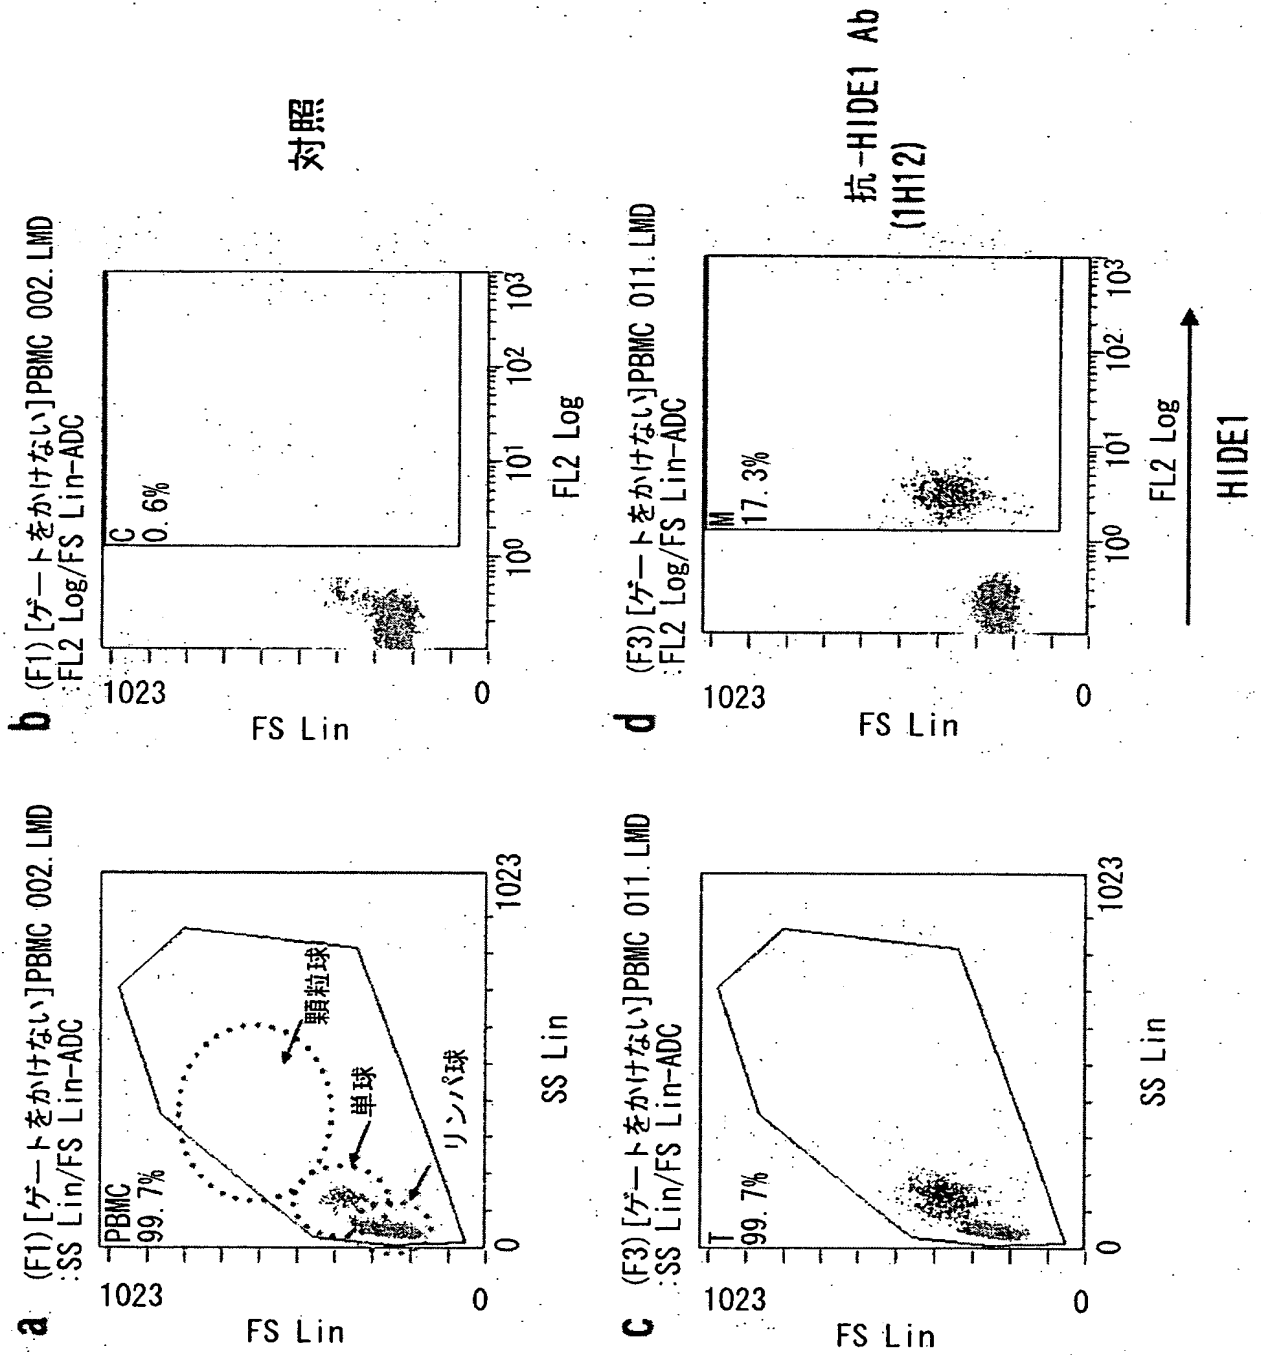 a
(F1)[ゲートをかけない]PBMC 002.LMD
:SS Lin/FS Lin-ADC
PBMC
99.7%
1023
FS Lin
0
顆粒球
単球
リンパ球
0
1023
SS Lin
b
(F1)[ゲートをかけない]PBMC 002.LMD
:FL2 Log/FS Lin-ADC
C
0.6%
1023
FS Lin
0
10⁰
10¹
10²
10³
FL2 Log
対照
c
(F3)[ゲートをかけない]PBMC 011.LMD
:SS Lin/FS Lin-ADC
T
99.7%
1023
FS Lin
0
0
1023
SS Lin
d
(F3)[ゲートをかけない]PBMC 011.LMD
:FL2 Log/FS Lin-ADC
M
17.3%
1023
FS Lin
0
10⁰
10¹
10²
10³
FL2 Log
HIDE1
抗-HIDE1 Ab
(1H12)